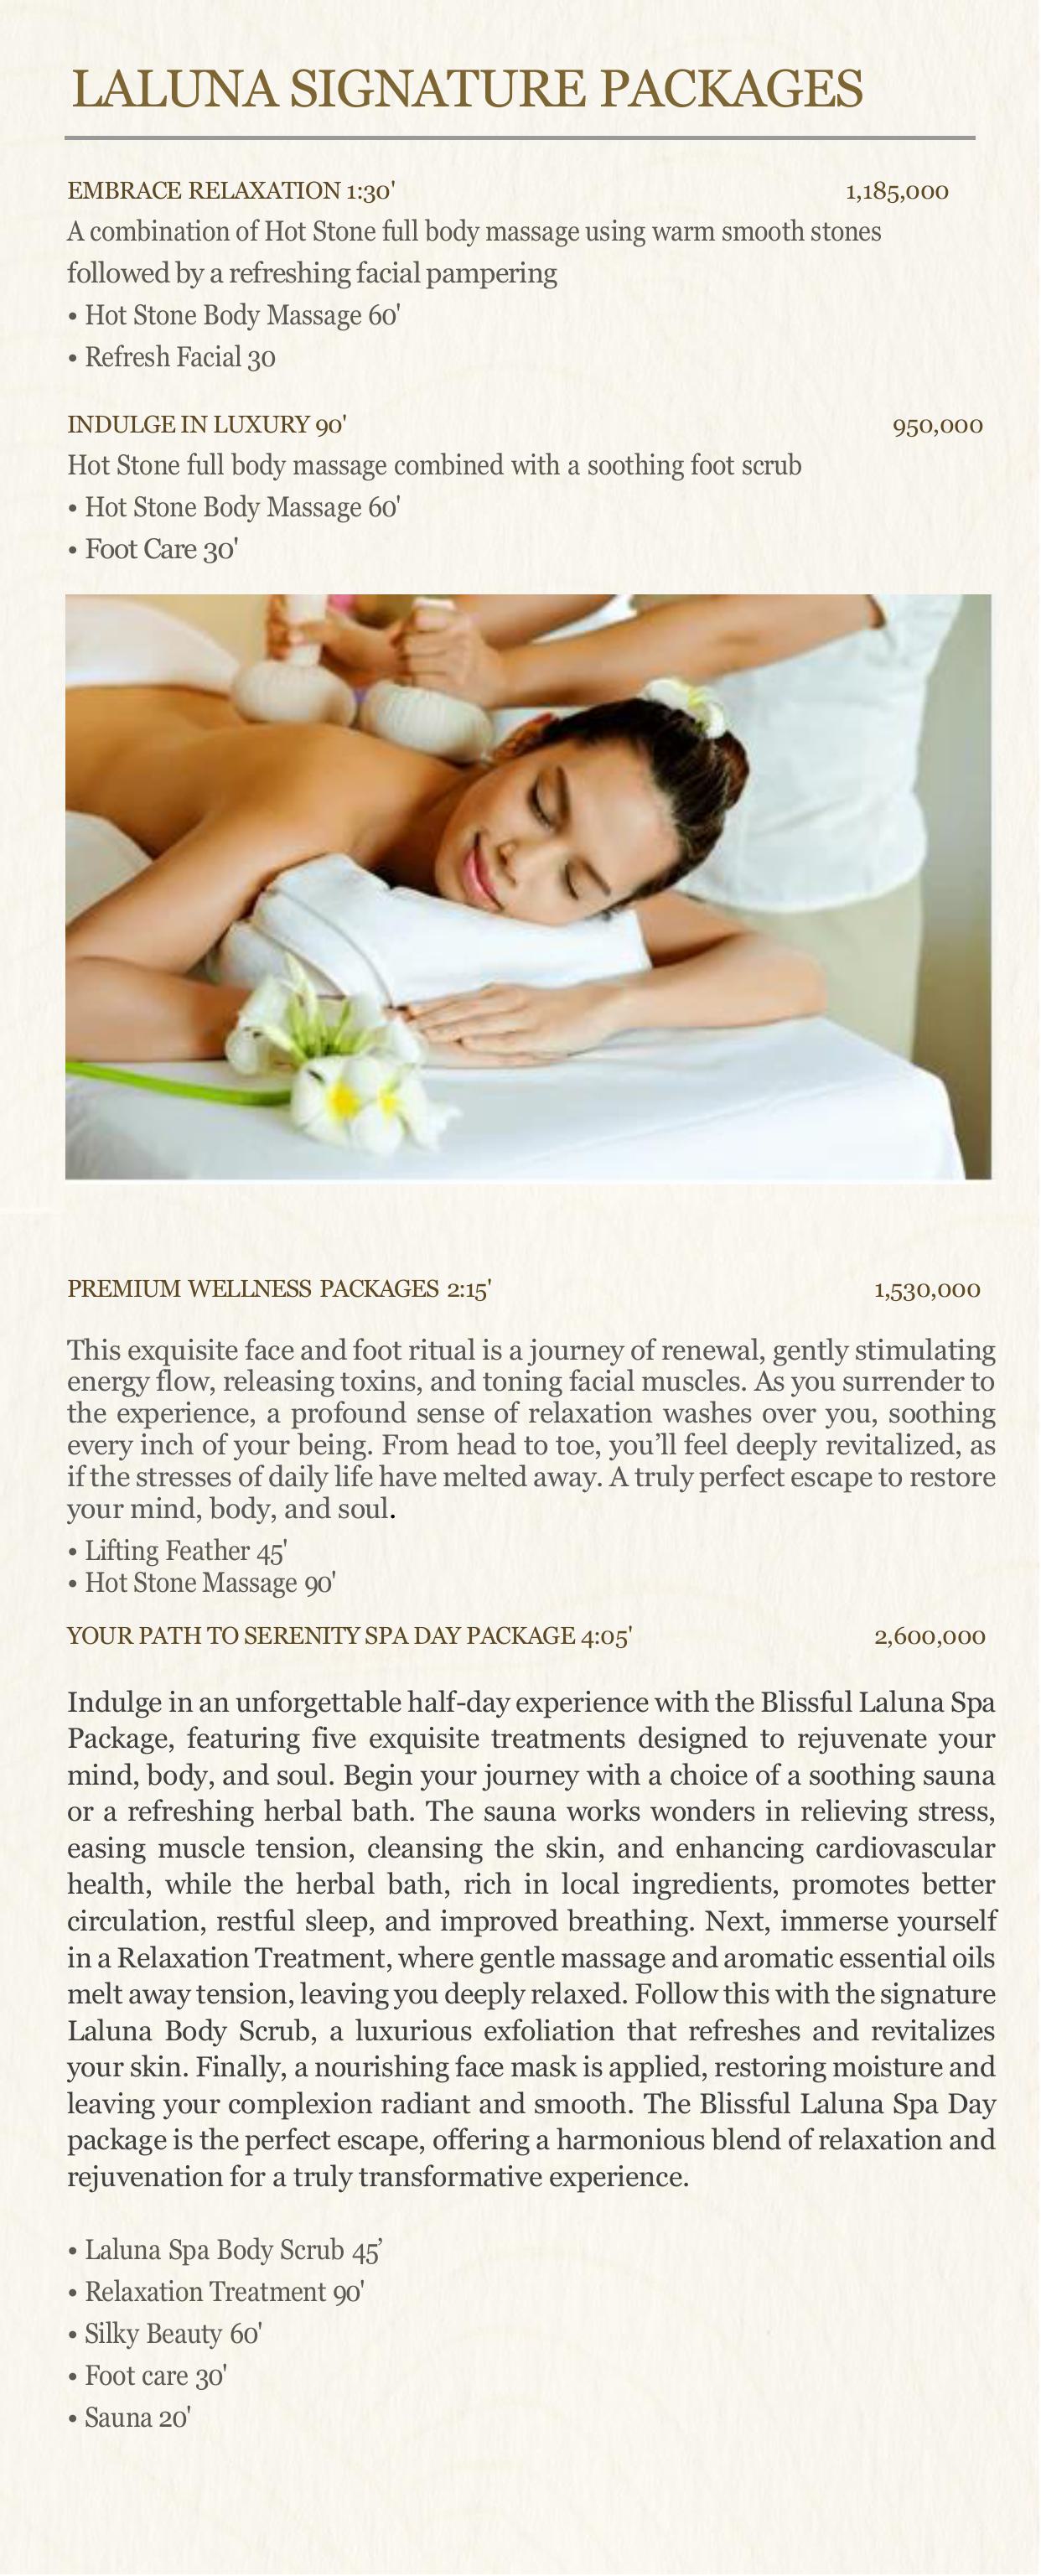 LALUNA SIGNATURE PACKAGES
EMBRACE RELAXATION 1:30' 1,185,000
A combination of Hot Stone full body massage using warm smooth stones
followed by a refreshing facial pampering
• Hot Stone Body Massage 60'
• Refresh Facial 30
INDULGE IN LUXURY 90' 950,000
Hot Stone full body massage combined with a soothing foot scrub
• Hot Stone Body Massage 60'
• Foot Care 30'
PREMIUM WELLNESS PACKAGES 2:15' 1,530,000
This exquisite face and foot ritual is a journey of renewal, gently stimulating
energy flow, releasing toxins, and toning facial muscles. As you surrender to
the experience, a profound sense of relaxation washes over you, soothing
every inch of your being. From head to toe, you’ll feel deeply revitalized, as
if the stresses of daily life have melted away. A truly perfect escape to restore
your mind, body, and soul.
• Lifting Feather 45'
• Hot Stone Massage 90'
YOUR PATH TO SERENITY SPA DAY PACKAGE 4:05' 2,600,000
Indulge in an unforgettable half-day experience with the Blissful Laluna Spa
Package, featuring five exquisite treatments designed to rejuvenate your
mind, body, and soul. Begin your journey with a choice of a soothing sauna
or a refreshing herbal bath. The sauna works wonders in relieving stress,
easing muscle tension, cleansing the skin, and enhancing cardiovascular
health, while the herbal bath, rich in local ingredients, promotes better
circulation, restful sleep, and improved breathing. Next, immerse yourself
in a Relaxation Treatment, where gentle massage and aromatic essential oils
melt away tension, leaving you deeply relaxed. Follow this with the signature
Laluna Body Scrub, a luxurious exfoliation that refreshes and revitalizes
your skin. Finally, a nourishing face mask is applied, restoring moisture and
leaving your complexion radiant and smooth. The Blissful Laluna Spa Day
package is the perfect escape, offering a harmonious blend of relaxation and
rejuvenation for a truly transformative experience.
• Laluna Spa Body Scrub 45’
• Relaxation Treatment 90'
• Silky Beauty 60'
• Foot care 30'
• Sauna 20'